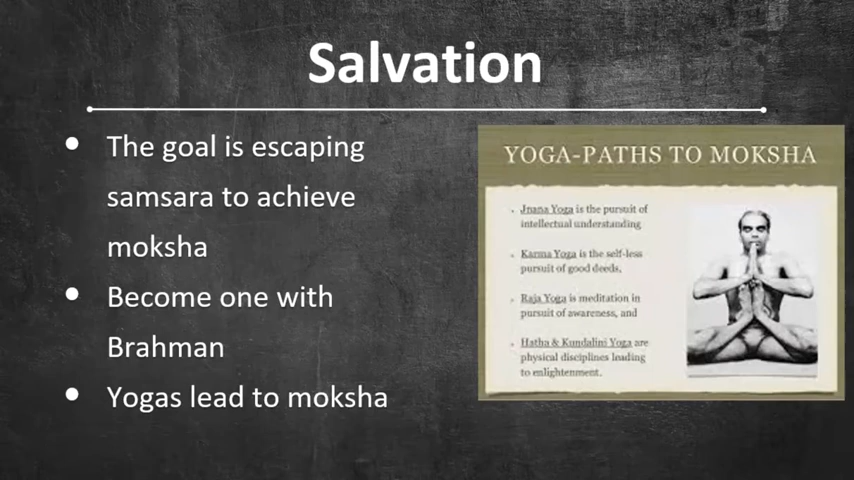 Salvation
● The goal is escaping
samsara to achieve
moksha
● Become one with
Brahman
● Yogas lead to moksha
YOGA-PATHS TO MOKSHA
• Jnana Yoga is the pursuit of
intellectual understanding
• Karma Yoga is the self-less
pursuit of good deeds,
• Raja Yoga is meditation in
pursuit of awareness, and
• Hatha & Kundalini Yoga are
physical disciplines leading
to enlightenment.